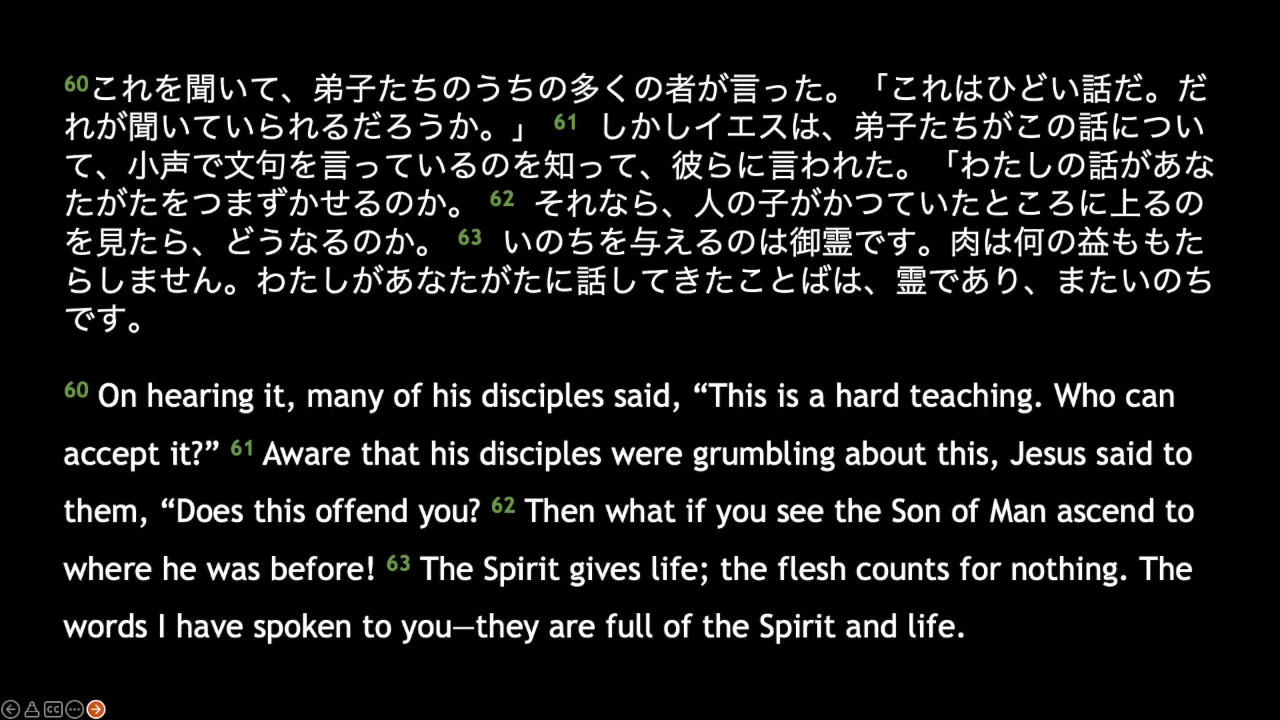 60これを聞いて、弟子たちのうちの多くの者が言った。「これはひどい話だ。だ
れが聞いていられるだろうか。」 61 しかしイエスは、弟子たちがこの話につい
て、小声で文句を言っているのを知って、彼らに言われた。「わたしの話があな
たがたをつまずかせるのか。 62 それなら、人の子がかつていたところに上るの
を見たら、どうなるのか。 63 いのちを与えるのは御霊です。肉は何の益ももた
らしません。わたしがあなたがたに話してきたことばは、霊であり、またいのち
です。
60 On hearing it, many of his disciples said, “This is a hard teaching. Who can
accept it?” 61 Aware that his disciples were grumbling about this, Jesus said to
them, “Does this offend you? 62 Then what if you see the Son of Man ascend to
where he was before! 63 The Spirit gives life; the flesh counts for nothing. The
words I have spoken to you—they are full of the Spirit and life.
CC